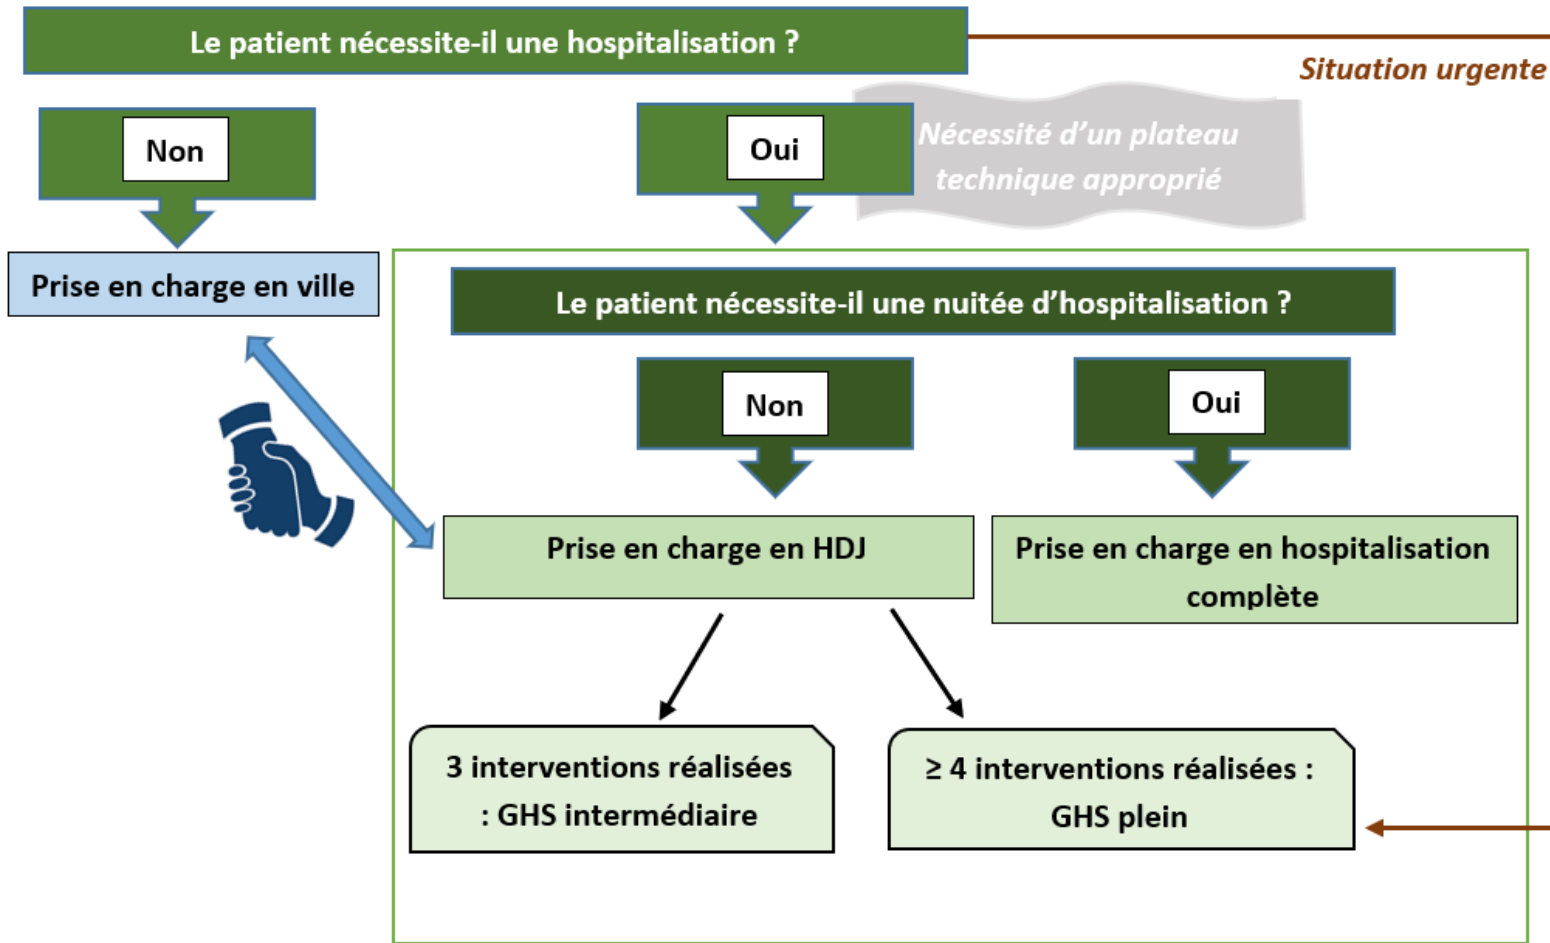 Le patient nécessite-il une hospitalisation ?
Situation urgente
Non
Oui
Nécessité d’un plateau
technique approprié
Prise en charge en ville
Le patient nécessite-il une nuitée d’hospitalisation ?
Non
Oui
Prise en charge en HDJ
Prise en charge en hospitalisation
complète
3 interventions réalisées
: GHS intermédiaire
≥ 4 interventions réalisées :
GHS plein